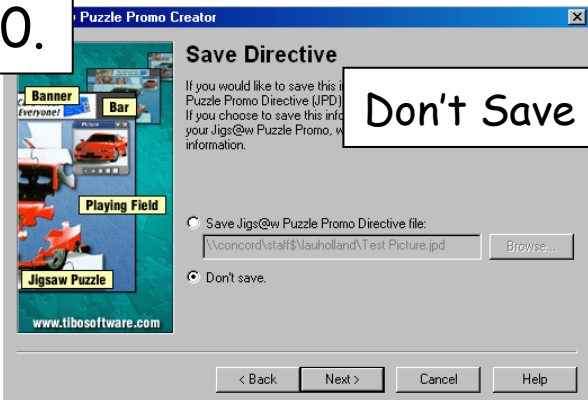 0.
Puzzle Promo Creator
Save Directive
If you would like to save this
Puzzle Promo Directive (JPD)
If you choose to save this
your Jigs@w Puzzle Promo,
information.
Don't Save
Banner
Everyone!
Bar
Picture
Playing Field
Jigsaw Puzzle
www.tibosoftware.com
Save Jigs@w Puzzle Promo Directive file:
\\concord\staff$\lauholland\Test Picture.jpd
Browse...
Don't save.
< Back Next > Cancel Help